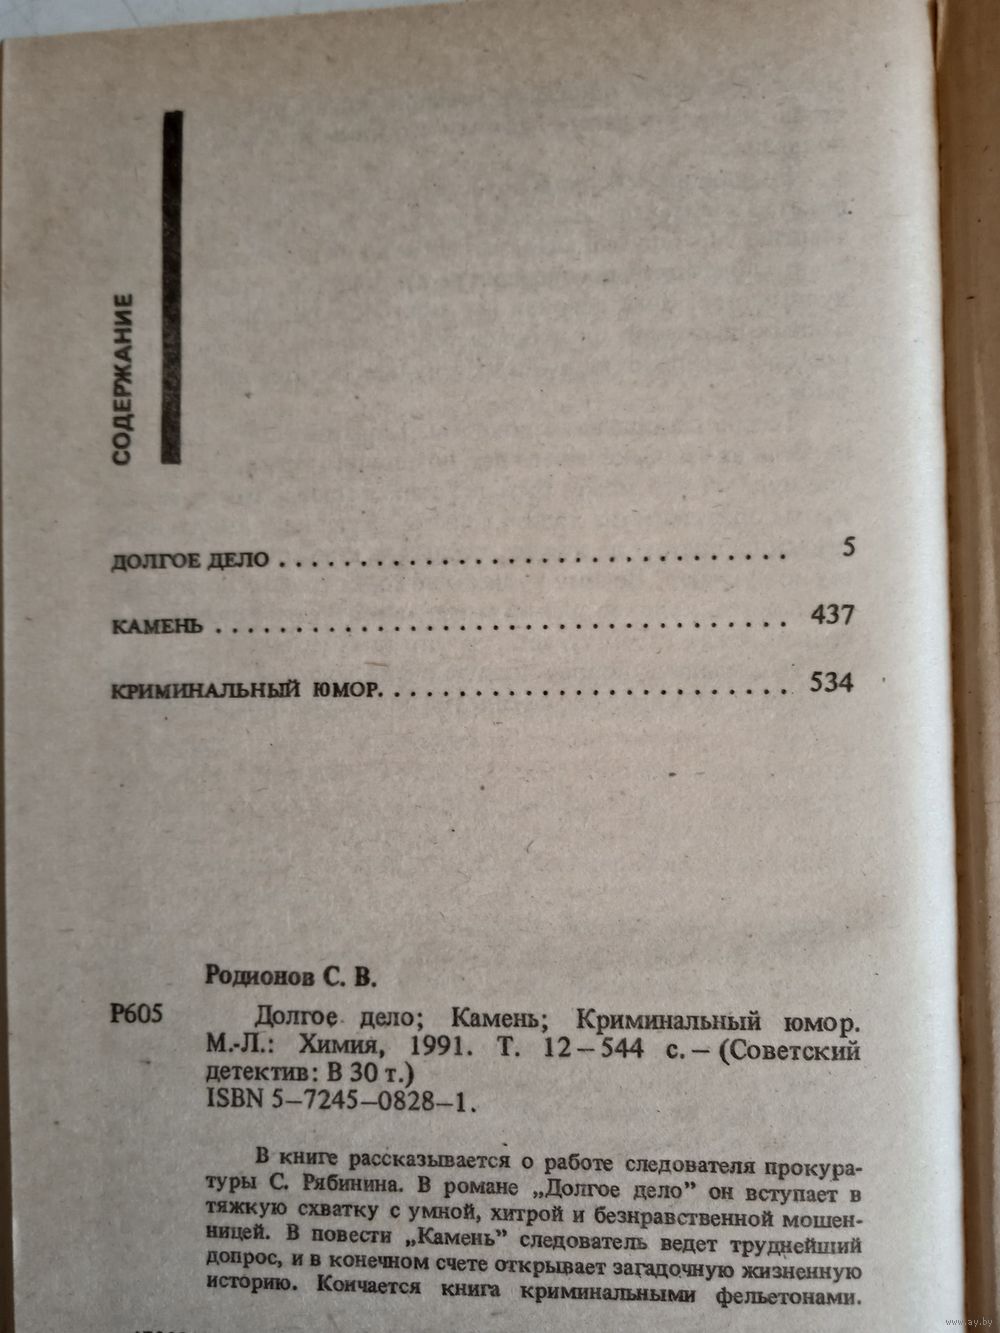 СОДЕРЖАНИЕ
ДОЛГОЕ ДЕЛО . . . . . . . . . . . . . . . . . . . . . . . . . . . . . . . . 5
КАМЕНЬ . . . . . . . . . . . . . . . . . . . . . . . . . . . . . . . . . . . . 437
КРИМИНАЛЬНЫЙ ЮМОР. . . . . . . . . . . . . . . . . . . . . . . . . . 534
Родионов С. В.
Р605 Долгое дело; Камень; Криминальный юмор.
М.-Л.: Химия, 1991. Т. 12—544 с.—(Советский
детектив: В 30 т.)
ISBN 5—7245—0828—1.
В книге рассказывается о работе следователя прокура-
туры С. Рябинина. В романе „Долгое дело" он вступает в
тяжкую схватку с умной, хитрой и безнравственной мошен-
ницей. В повести „Камень" следователь ведет труднейший
допрос, и в конечном счете открывает загадочную жизненную
историю. Кончается книга криминальными фельетонами.
www.ay.by